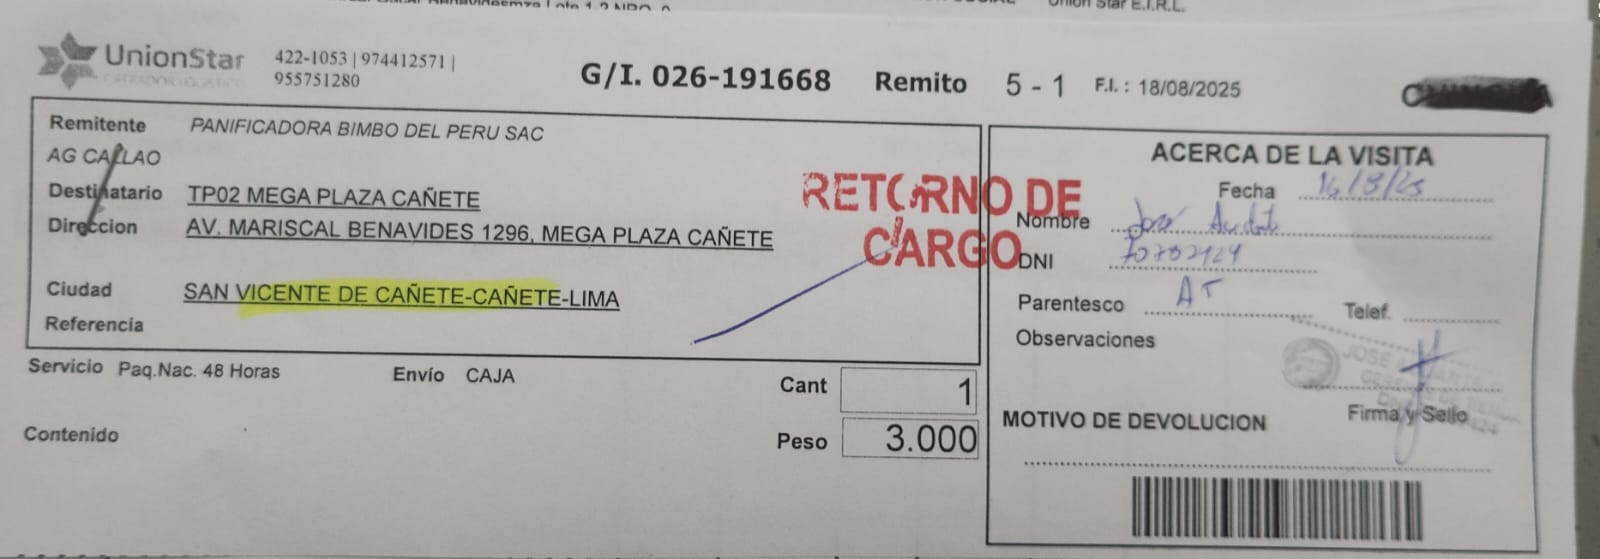 UnionStar
422-1053 | 974412571 |
955751280
G/I. 026-191668 Remito 5 - 1 F.I. : 18/08/2025
Remitente PANIFICADORA BIMBO DEL PERU SAC
AG CALLAO
Destinatario TP02 MEGA PLAZA CAÑETE
Direccion AV. MARISCAL BENAVIDES 1296, MEGA PLAZA CAÑETE
Ciudad SAN VICENTE DE CAÑETE-CAÑETE-LIMA
Referencia
RETORNO DE
CARGO
Servicio Paq.Nac. 48 Horas Envío CAJA
Cant 1
Contenido
Peso 3.000
ACERCA DE LA VISITA
Fecha
Nombre
DNI
Parentesco Telef.
Observaciones
Firma y Sello
MOTIVO DE DEVOLUCION